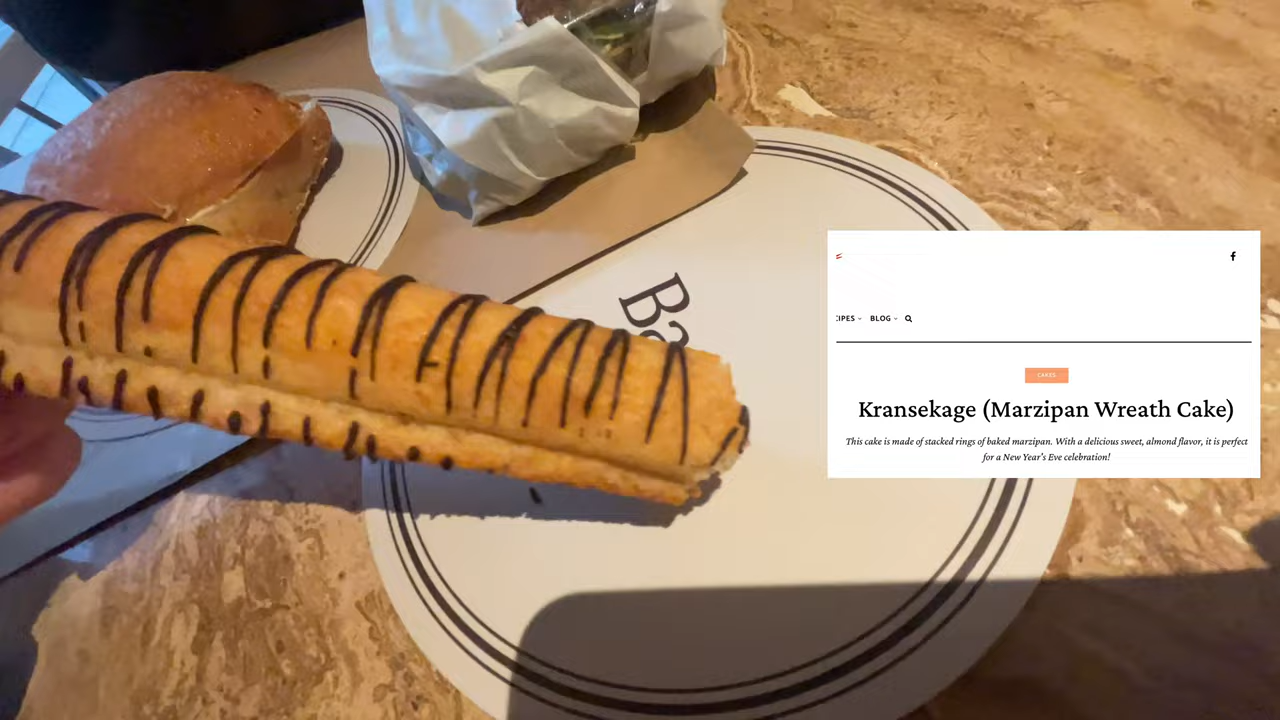 Ba
IPES
BLOG
CAKES
Kransekage (Marzipan Wreath Cake)
This cake is made of stacked rings of baked marzipan. With a delicious sweet, almond flavor, it is perfect
for a New Year's Eve celebration!